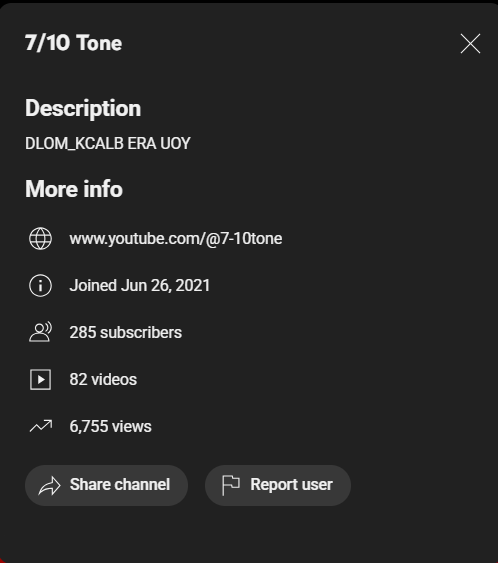 7/10 Tone
Description
DLOM_KCALB ERA UOY
More info
www.youtube.com/@7-10tone
Joined Jun 26, 2021
285 subscribers
82 videos
6,755 views
Share channel
Report user